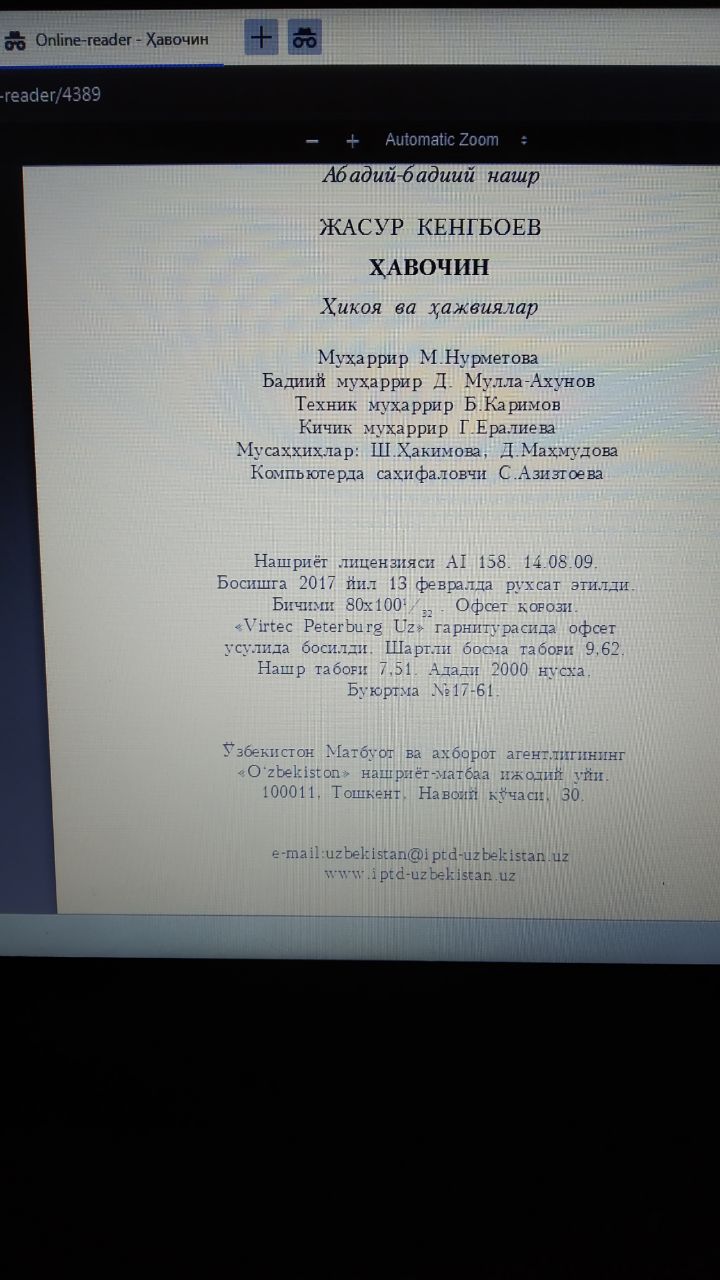 Online-reader - Ҳавочин
-reader/4389
Automatic Zoom
Абадий-бадиий нашр
ЖАСУР КЕНГБОЕВ
ҲАВОЧИН
Ҳикоя ва ҳажвиялар
Муҳаррир М.Нурметова
Бадиий муҳаррир Д. Мулла-Ахунов
Техник муҳаррир Б.Каримов
Кичик муҳаррир Г.Ералиева
Мусаҳҳиҳлар: Ш.Ҳакимова, Д.Маҳмудова
Компьютерда саҳифаловчи С.Азизтоева
Нашриёт лицензияси AI 158. 14.08.09.
Босишга 2017 йил 13 февралда рухсат этилди.
Бичими 80х100¹/₃₂ . Офсет қоғози.
«Virtec Peterburg Uz» гарнитурасида офсет
усулида босилди. Шартли босма табоғи 9,62.
Нашр табоғи 7,51. Адади 2000 нусха.
Буюртма №17-61.
Ўзбекистон Матбуот ва ахборот агентлигининг
«O‘zbekiston» нашриёт-матбаа ижодий уйи.
100011, Тошкент, Навоий кўчаси, 30.
e-mail:uzbekistan@iptd-uzbekistan.uz
www.iptd-uzbekistan.uz